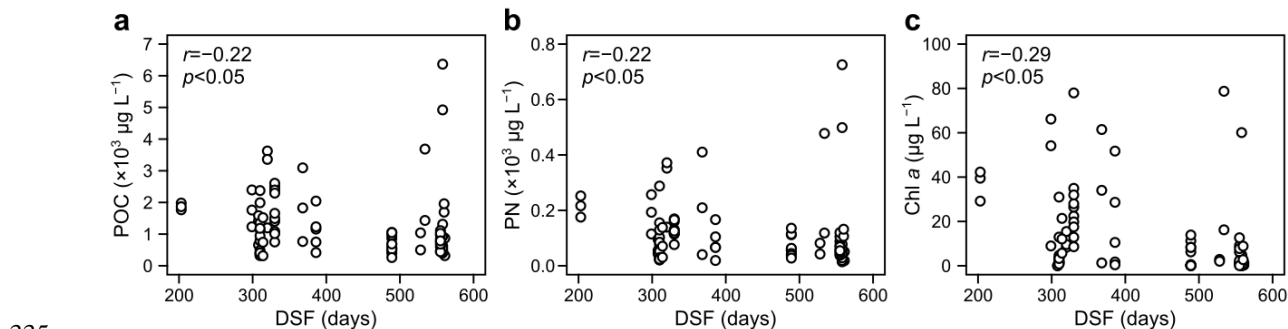 a
r=−0.22
p<0.05
7
6
5
4
3
2
1
0
POC (×10³ µg L⁻¹)
200 300 400 500 600
DSF (days)
b
r=−0.22
p<0.05
0.8
0.6
0.4
0.2
0.0
PN (×10³ µg L⁻¹)
200 300 400 500 600
DSF (days)
c
r=−0.29
p<0.05
100
80
60
40
20
0
Chl a (µg L⁻¹)
200 300 400 500 600
DSF (days)